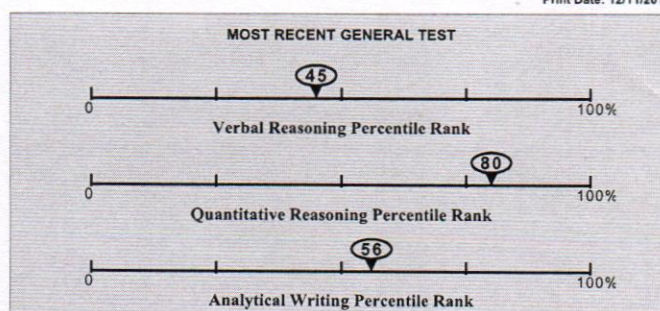 MOST RECENT GENERAL TEST
45
0 100%
Verbal Reasoning Percentile Rank
80
0 100%
Quantitative Reasoning Percentile Rank
56
0 100%
Analytical Writing Percentile Rank